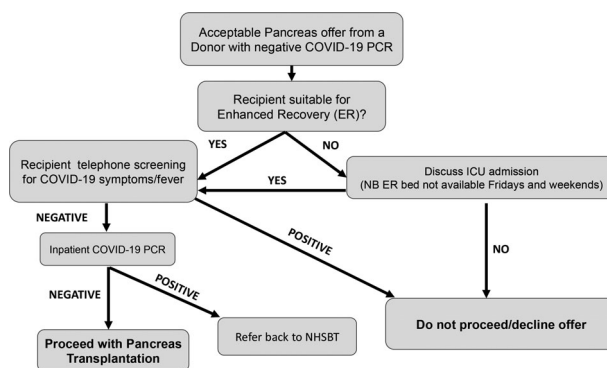 Acceptable Pancreas offer from a
Donor with negative COVID-19 PCR
Recipient suitable for
Enhanced Recovery (ER)?
YES
NO
Recipient telephone screening
for COVID-19 symptoms/fever
YES
Discuss ICU admission
(NB ER bed not available Fridays and weekends)
NEGATIVE
POSITIVE
NO
Inpatient COVID-19 PCR
NEGATIVE
POSITIVE
Proceed with Pancreas
Transplantation
Refer back to NHSBT
Do not proceed/decline offer